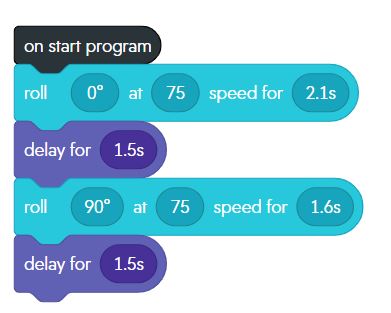 on start program
roll 0° at 75 speed for 2.1s
delay for 1.5s
roll 90° at 75 speed for 1.6s
delay for 1.5s